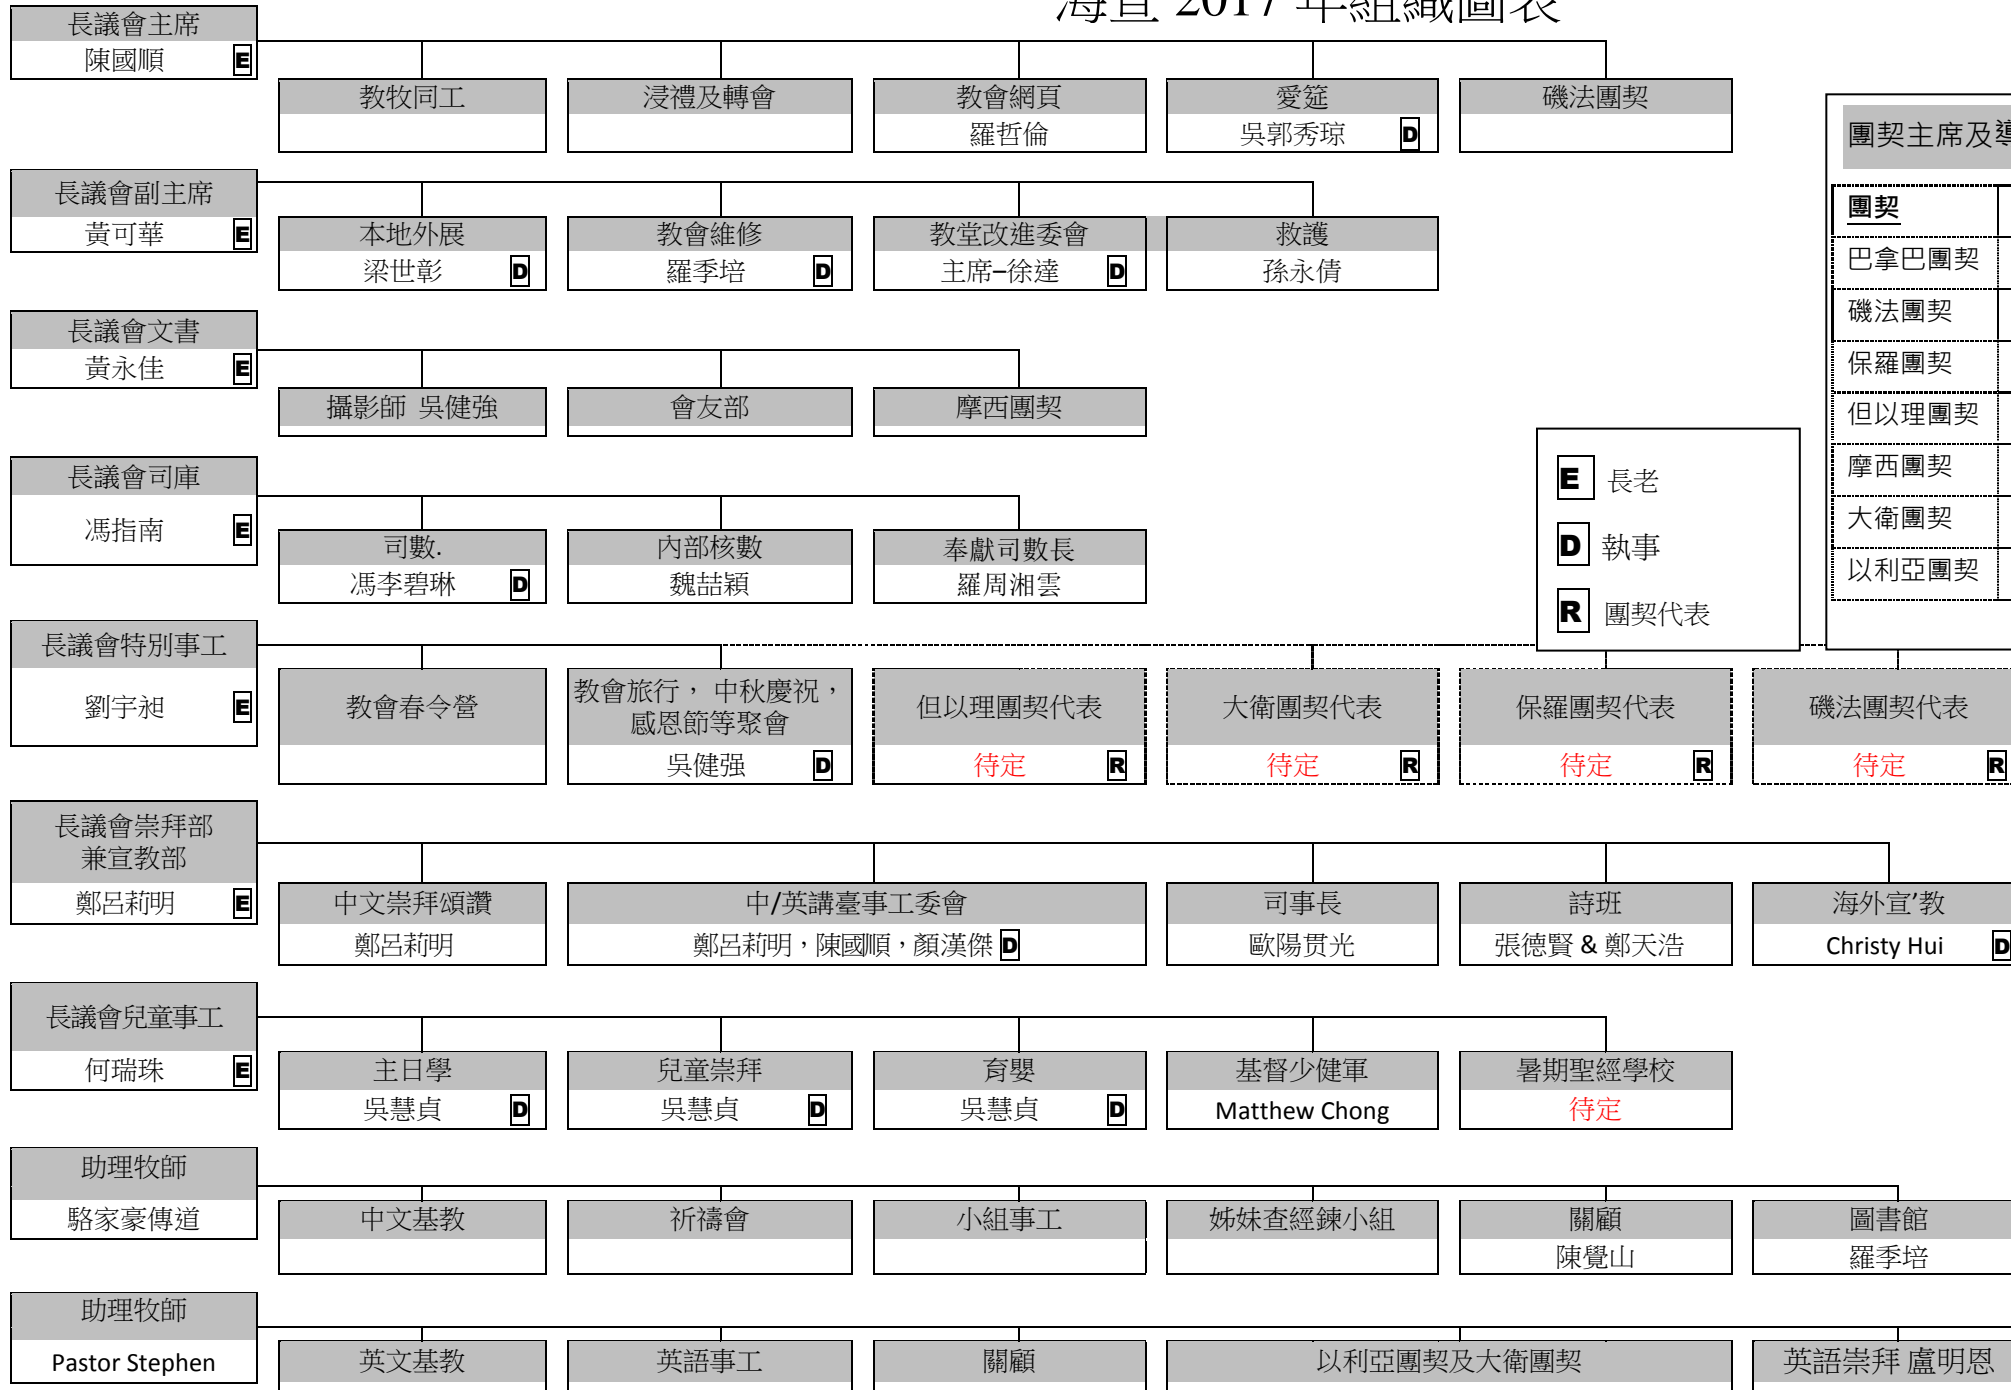 海宣 2017 年組織圖表
長議會主席
陳國順 E
教牧同工 浸禮及轉會 教會網頁 愛筵 磯法團契
羅哲倫 吳郭秀琼 D
長議會副主席
黃可華 E
本地外展 教會維修 教堂改進委會 救護
梁世彰 D 羅季培 D 主席–徐達 D 孫永倩
長議會文書
黃永佳 E
攝影師 吳健強 會友部 摩西團契
長議會司庫
馮指南 E
司數. 內部核數 奉獻司數長
馮李碧琳 D 魏喆穎 羅周湘雲
團契主席及
團契
巴拿巴團契
磯法團契
保羅團契
但以理團契
摩西團契
大衛團契
以利亞團契
E 長老
D 執事
R 團契代表
長議會特別事工
劉宇昶 E
教會春令營
教會旅行， 中秋慶祝，
感恩節等聚會
吳健强 D
但以理團契代表 大衛團契代表 保羅團契代表 磯法團契代表
待定 R 待定 R 待定 R 待定 R
長議會崇拜部
兼宣教部
鄭呂莉明 E
中文崇拜頌讚 中/英講臺事工委會 司事長 詩班 海外宣’教
鄭呂莉明 鄭呂莉明，陳國順，顏漢傑 D 歐陽贯光 張德賢 & 鄭天浩 Christy Hui D
長議會兒童事工
何瑞珠 E
主日學 兒童崇拜 育嬰 基督少健軍 暑期聖經學校
吳慧貞 D 吳慧貞 D 吳慧貞 D Matthew Chong 待定
助理牧師
駱家豪傳道
中文基教 祈禱會 小組事工 姊妹查經鍊小組 關顧 圖書館
陳覺山 羅季培
助理牧師
Pastor Stephen
英文基教 英語事工 關顧 以利亞團契及大衛團契 英語崇拜 盧明恩